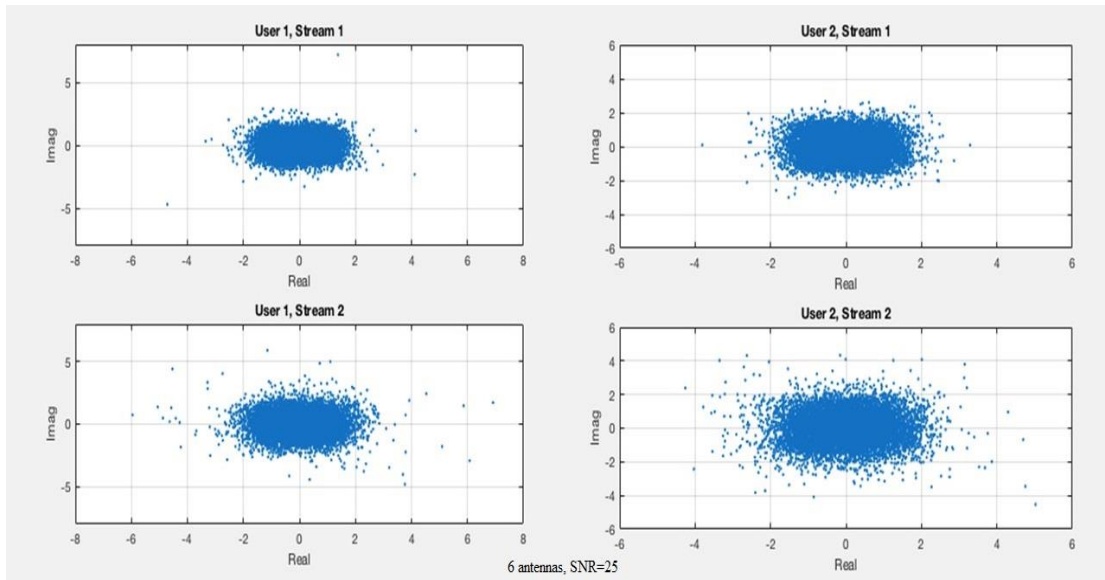 User 1, Stream 1
5
0
-5
Imag
-8 -6 -4 -2 0 2 4 6 8
Real
User 2, Stream 1
6
4
2
0
-2
-4
-6
Imag
-6 -4 -2 0 2 4 6
Real
User 1, Stream 2
5
0
-5
Imag
-8 -6 -4 -2 0 2 4 6 8
Real
User 2, Stream 2
6
4
2
0
-2
-4
-6
Imag
-6 -4 -2 0 2 4 6
Real
6 antennas, SNR=25